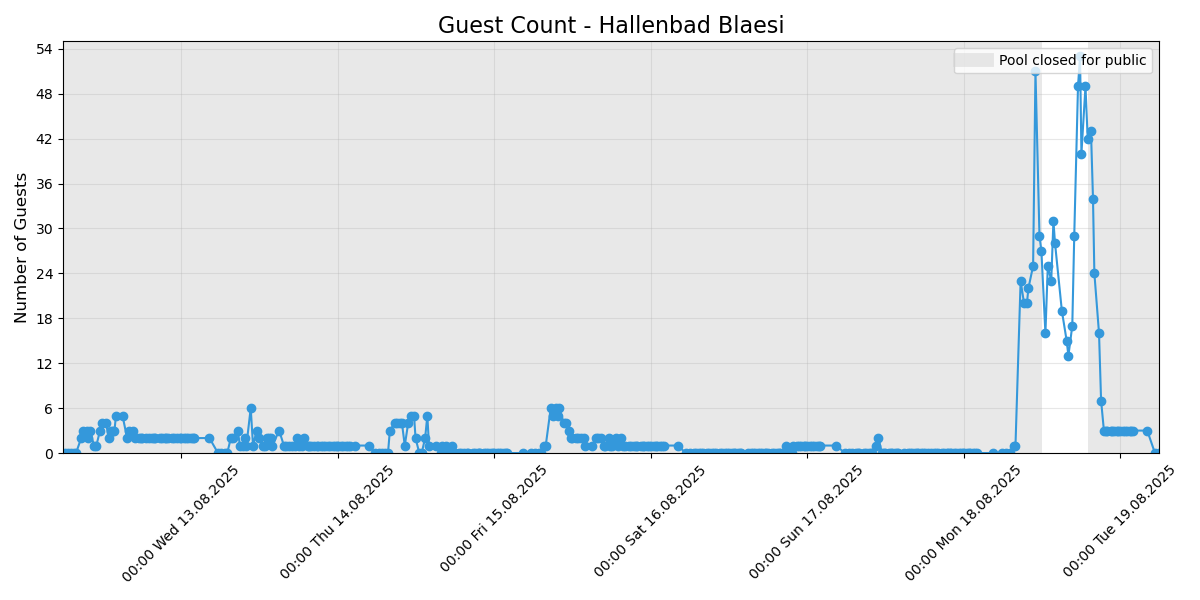 Guest Count - Hallenbad Blaesi
Pool closed for public
Number of Guests
54
48
42
36
30
24
18
12
6
0
00:00 Wed 13.08.2025
00:00 Thu 14.08.2025
00:00 Fri 15.08.2025
00:00 Sat 16.08.2025
00:00 Sun 17.08.2025
00:00 Mon 18.08.2025
00:00 Tue 19.08.2025